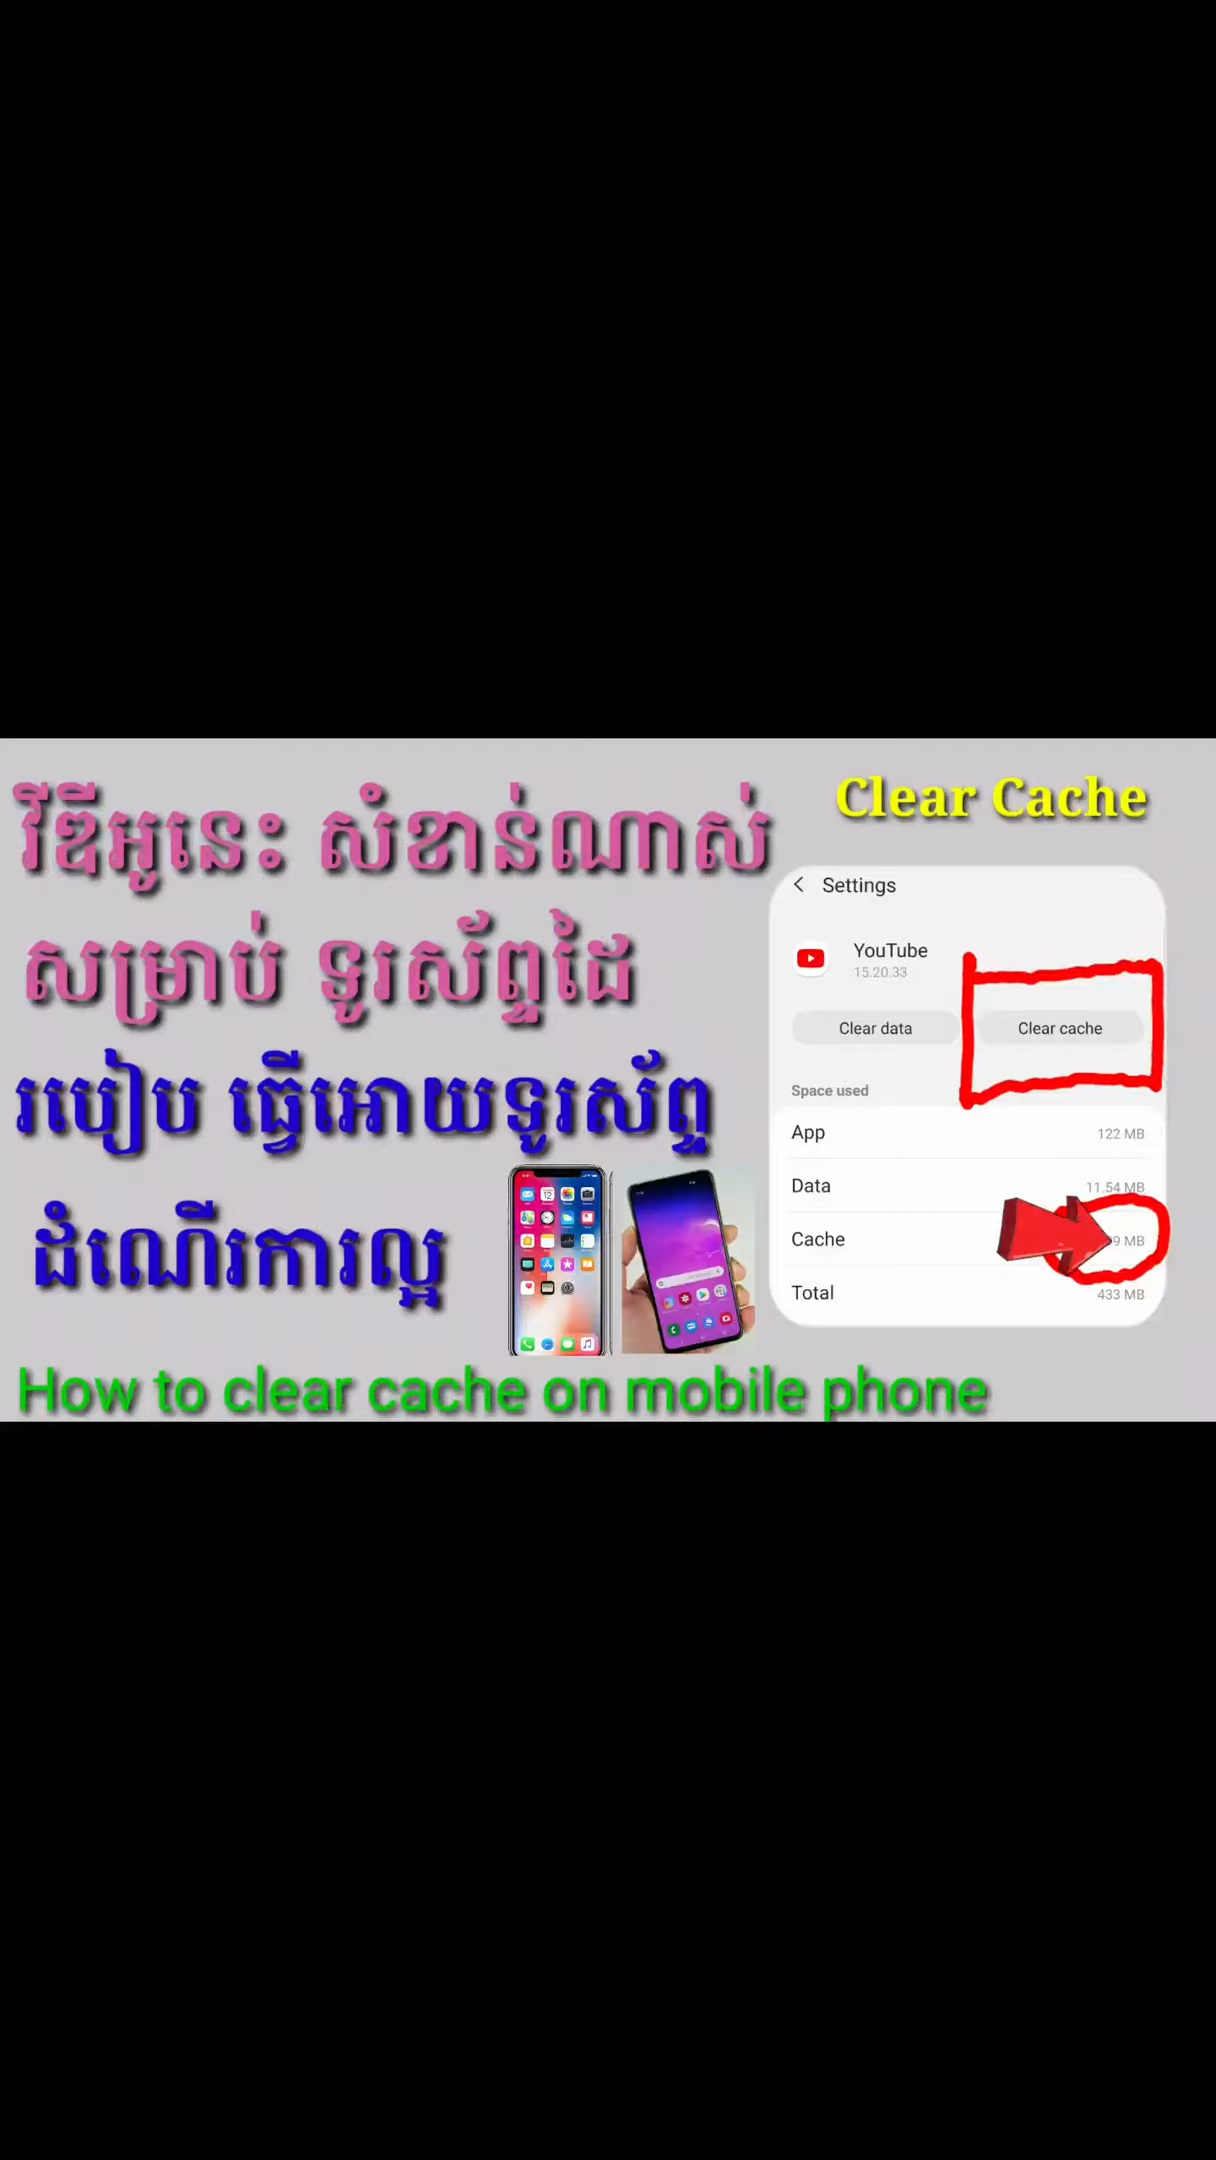 វីឌីអូនេះ សំខាន់ណាស់
សម្រាប់ ទូរស័ព្ទដៃ
របៀប ធ្វើអោយទូរស័ព្ទ
ដំណើរការល្អ
How to clear cache on mobile phone
Clear Cache
Settings
YouTube
15.20.33
Clear data
Clear cache
Space used
App
122 MB
Data
11.54 MB
Cache
MB
Total
433 MB